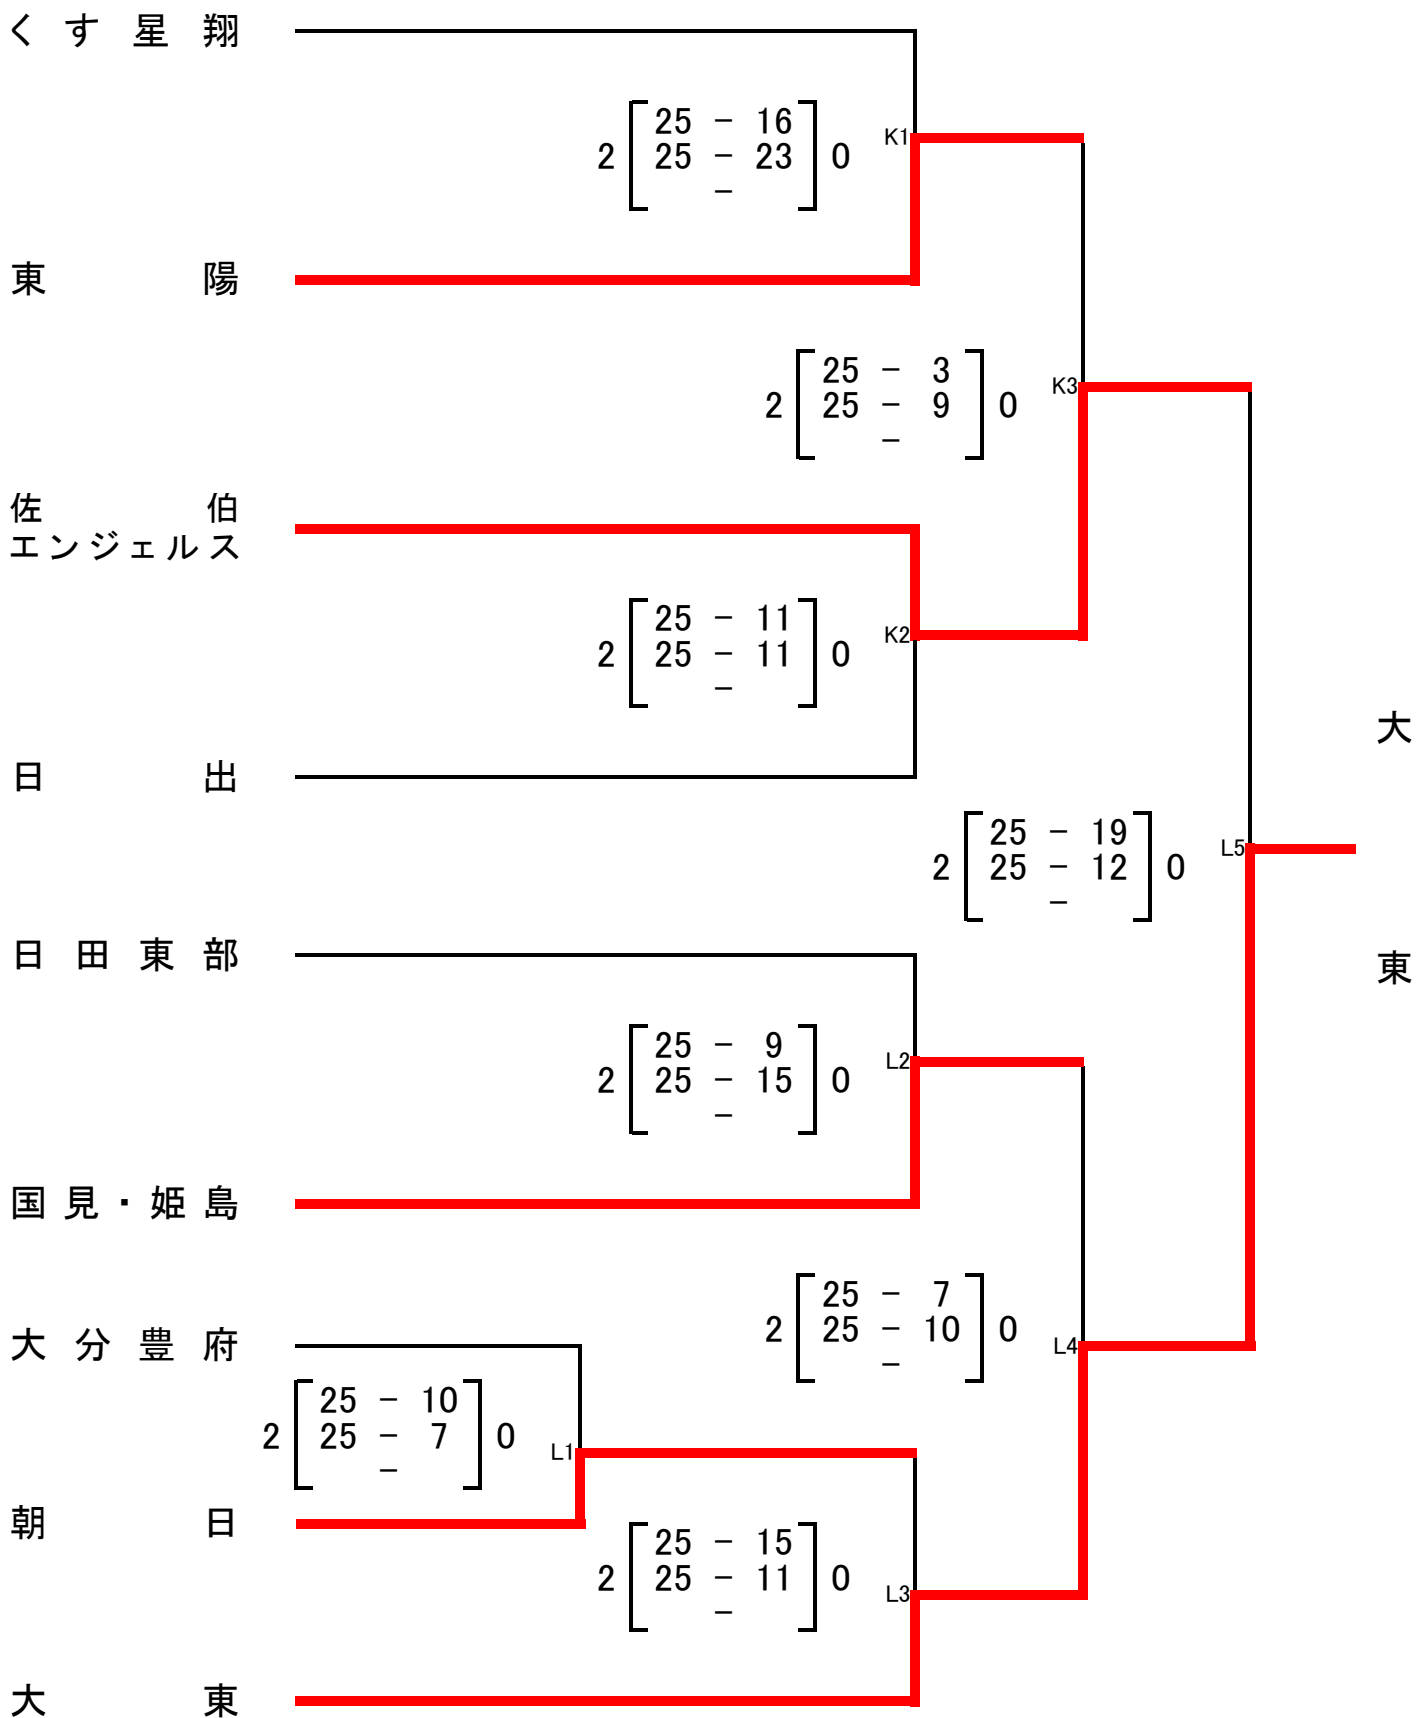 くす星翔
25 - 16
K1
2 25 - 23 0
-
東陽
25 - 3
K3
2 25 - 9 0
-
佐伯
エンジェルス
25 - 11
K2
2 25 - 11 0
-
大
日出
25 - 19
L5
2 25 - 12 0
-
日田東部
東
25 - 9
L2
2 25 - 15 0
-
国見・姫島
25 - 7
2 25 - 10 0
L4
-
大分豊府
25 - 10
2 25 - 7 0
L1
-
朝日
25 - 15
2 25 - 11 0
L3
-
大東